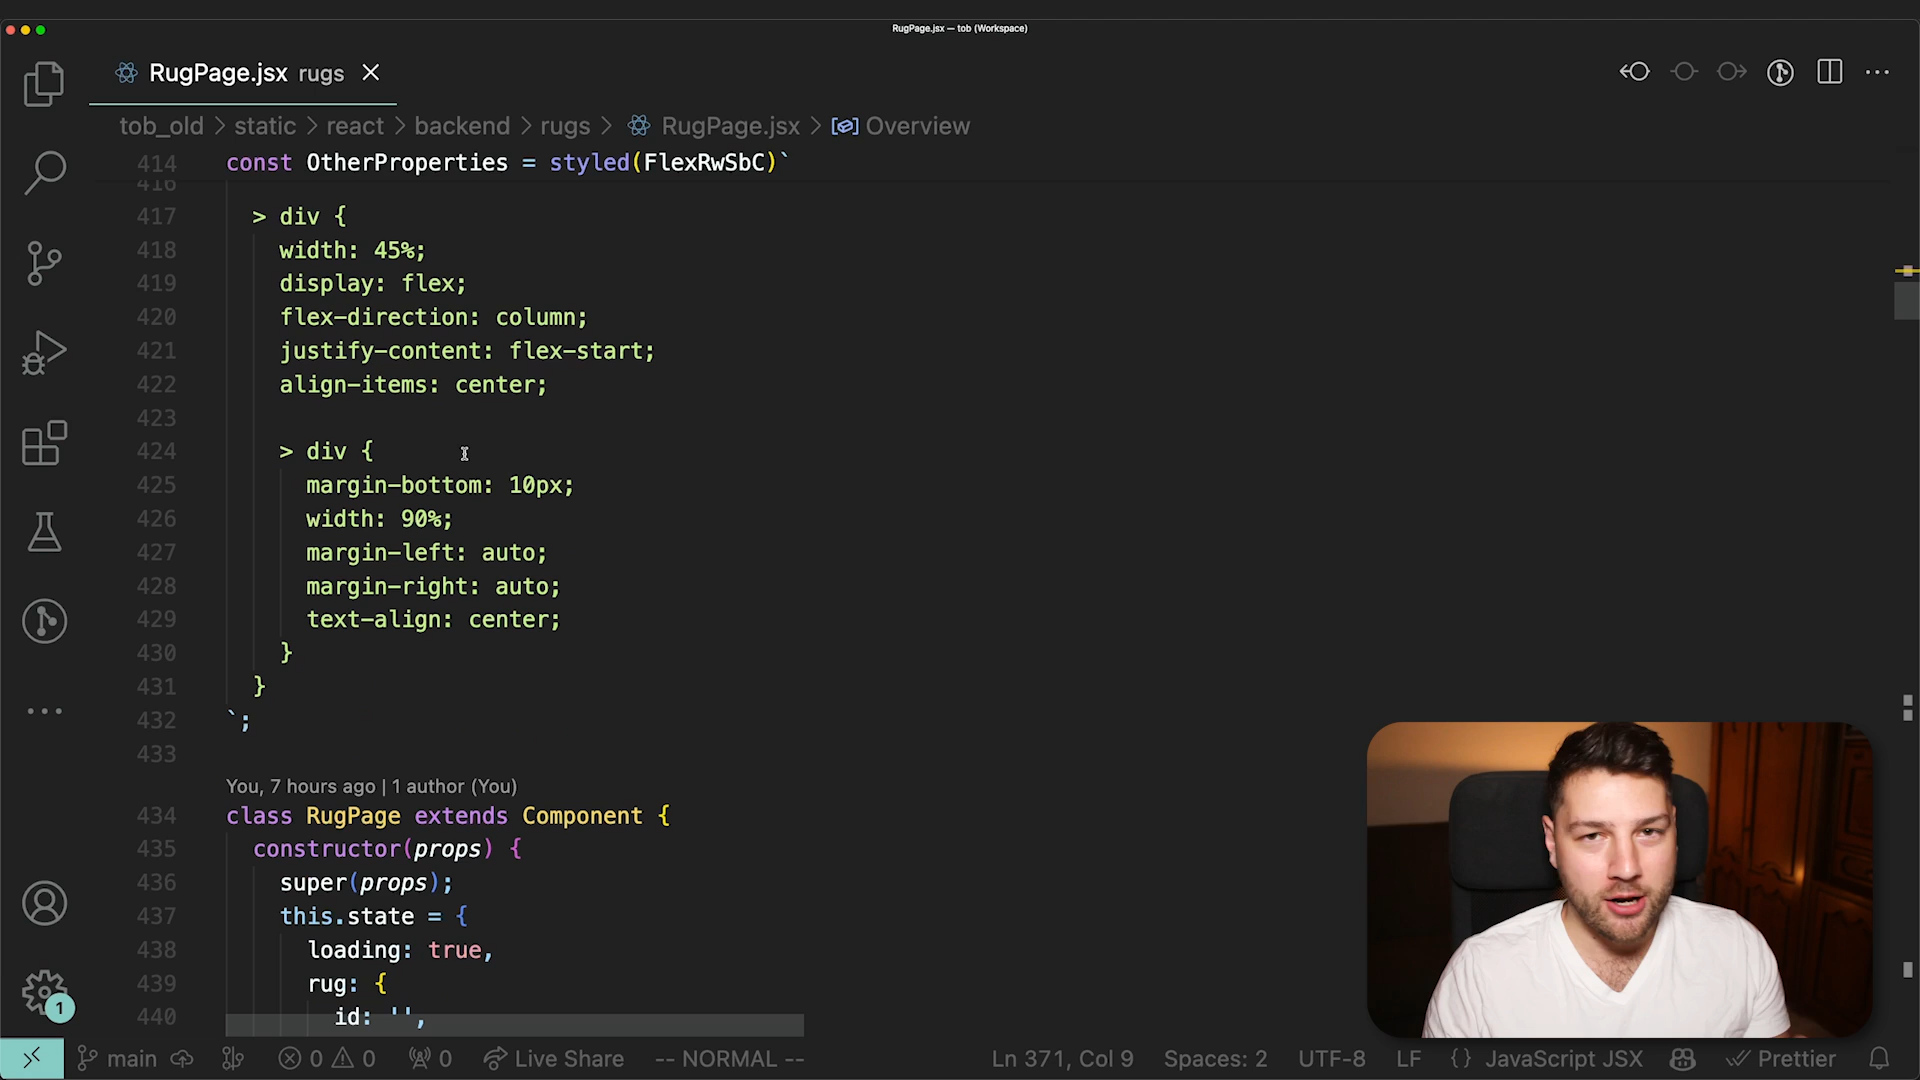 RugPage.jsx — tob (Workspace)
RugPage.jsx rugs
tob_old > static > react > backend > rugs > RugPage.jsx > Overview
414 const OtherProperties = styled(FlexRwSbC)`
416
417 > div {
418 width: 45%;
419 display: flex;
420 flex-direction: column;
421 justify-content: flex-start;
422 align-items: center;
423
424 > div {
425 margin-bottom: 10px;
426 width: 90%;
427 margin-left: auto;
428 margin-right: auto;
429 text-align: center;
430 }
431 }
432 `;
433
You, 7 hours ago | 1 author (You)
434 class RugPage extends Component {
435 constructor(props) {
436 super(props);
437 this.state = {
438 loading: true,
439 rug: {
440 id: '',
1
main 0 0 0 Live Share -- NORMAL -- Ln 371, Col 9 Spaces: 2 UTF-8 LF {} JavaScript JSX Prettier